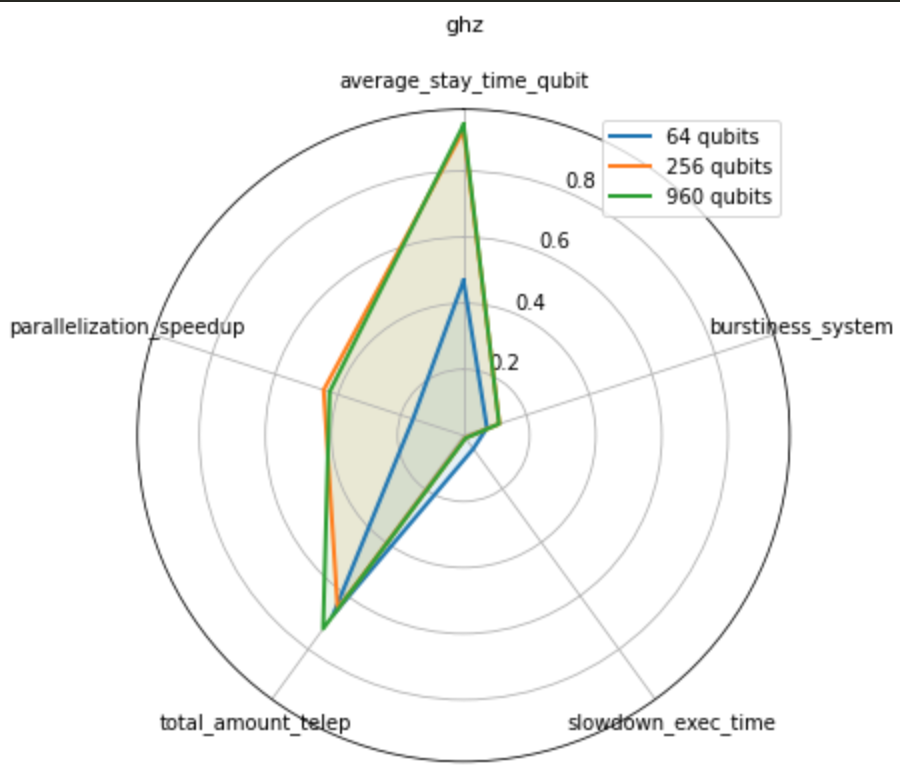 ghz
average_stay_time_qubit
64 qubits
256 qubits
960 qubits
0.8
0.6
0.4
0.2
parallelization_speedup
burstiness_system
total_amount_telep
slowdown_exec_time